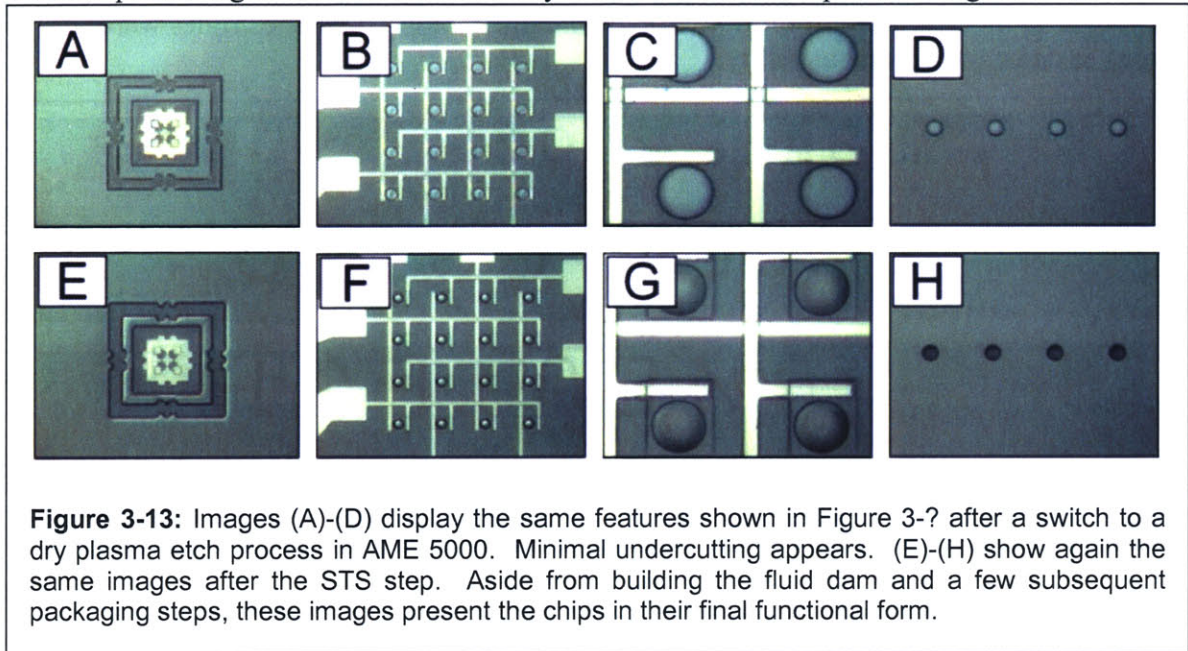 A
B
C
D
E
F
G
H
Figure 3-13: Images (A)-(D) display the same features shown in Figure 3-? after a switch to a
dry plasma etch process in AME 5000. Minimal undercutting appears. (E)-(H) show again the
same images after the STS step. Aside from building the fluid dam and a few subsequent
packaging steps, these images present the chips in their final functional form.